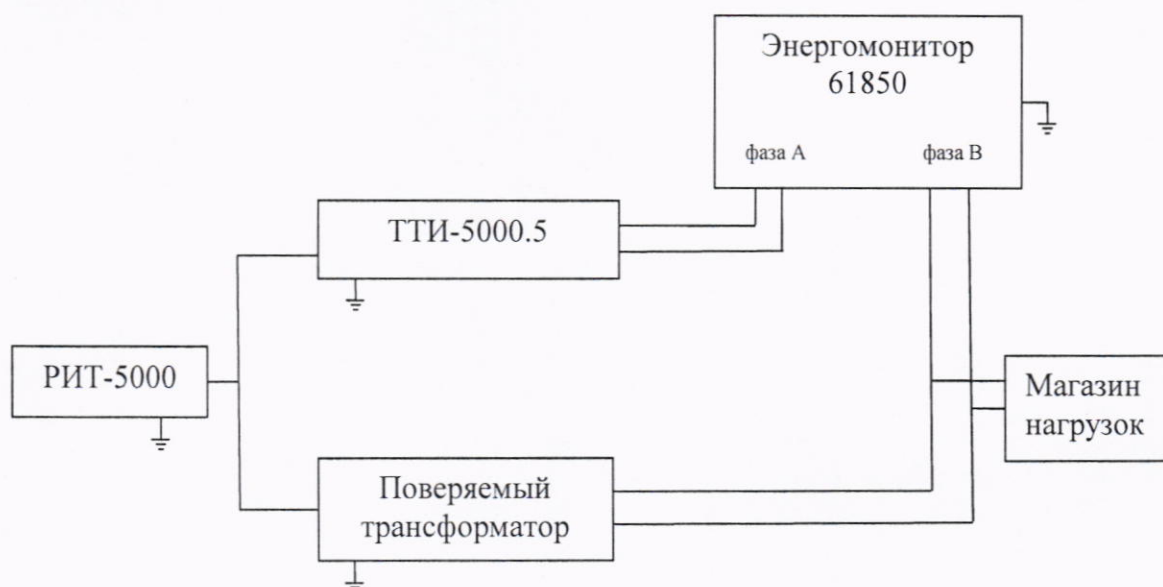 Энергомонитор
61850
фаза А
фаза В
ТТИ-5000.5
РИТ-5000
Магазин
нагрузок
Поверяемый
трансформатор